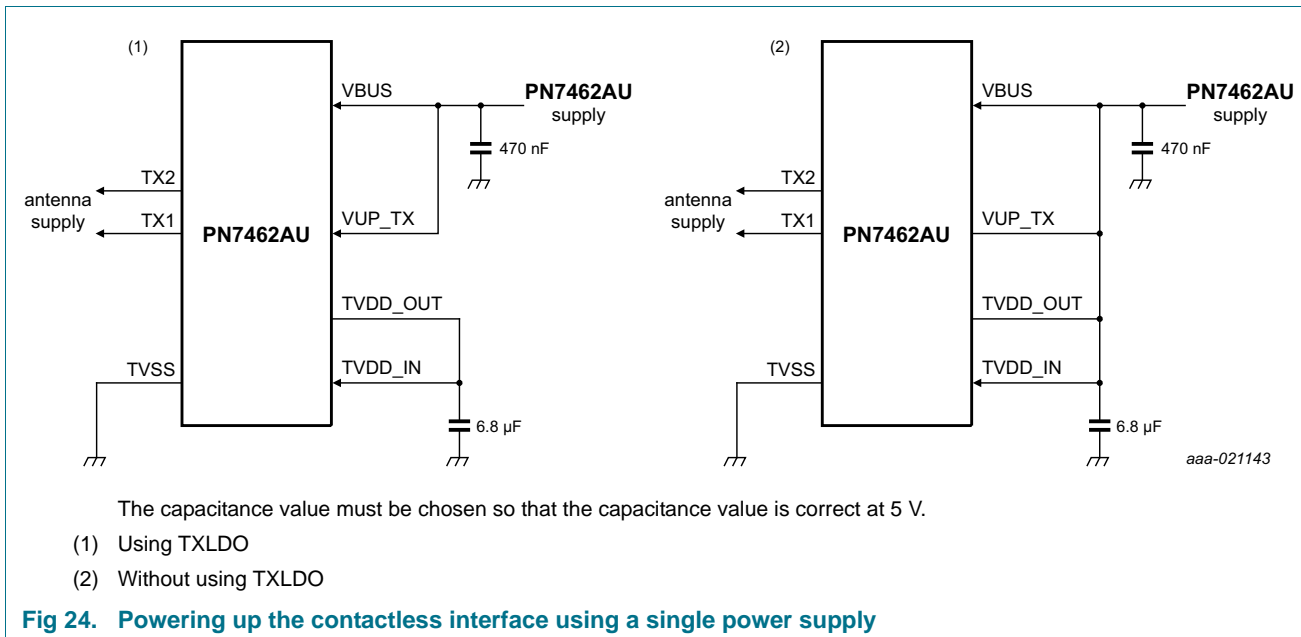 (1)
VBUS
PN7462AU
supply
470 nF
TX2
antenna
supply
TX1
PN7462AU
VUP_TX
TVDD_OUT
TVSS
TVDD_IN
6.8 µF
(2)
VBUS
PN7462AU
supply
470 nF
TX2
antenna
supply
TX1
PN7462AU
VUP_TX
TVDD_OUT
TVSS
TVDD_IN
6.8 µF
aaa-021143
The capacitance value must be chosen so that the capacitance value is correct at 5 V.
(1) Using TXLDO
(2) Without using TXLDO
Fig 24. Powering up the contactless interface using a single power supply